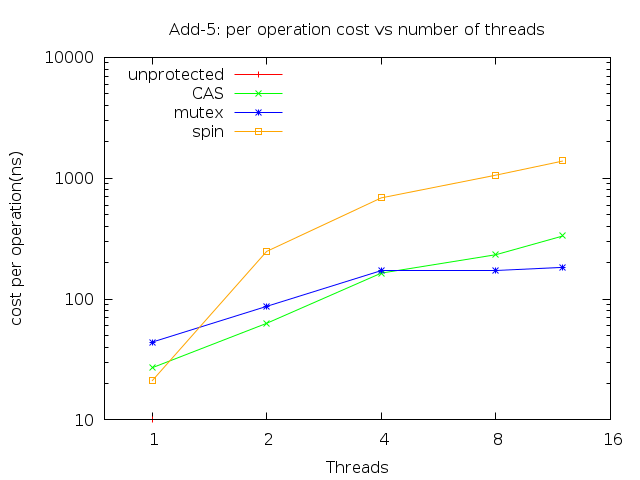 Add-5: per operation cost vs number of threads
10000
1000
100
10
cost per operation(ns)
unprotected
CAS
mutex
spin
1 2 4 8 16
Threads